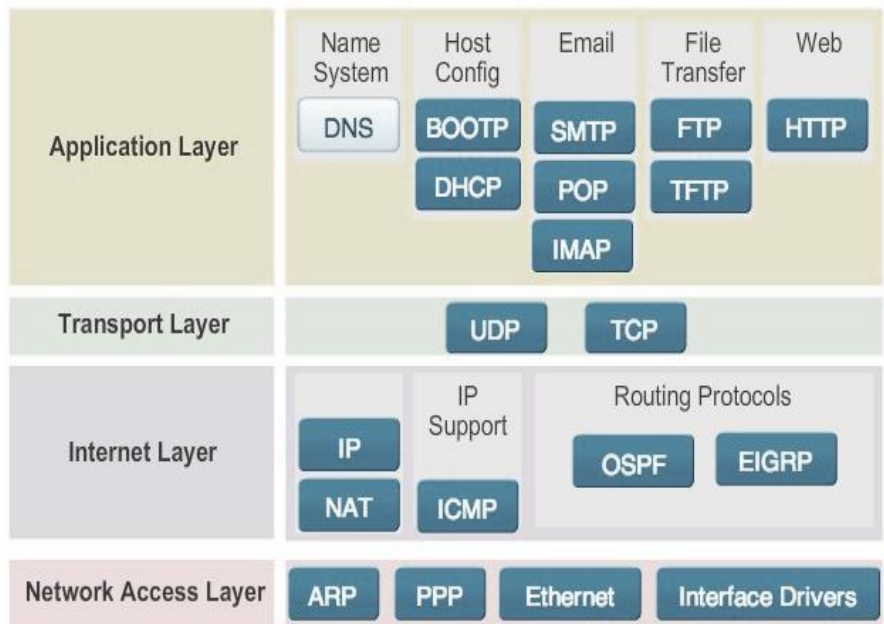 Application Layer
Name
System
DNS
Host
Config
BOOTP
DHCP
Email
SMTP
POP
IMAP
File
Transfer
FTP
TFTP
Web
HTTP
Transport Layer
UDP
TCP
Internet Layer
IP
NAT
IP
Support
ICMP
Routing Protocols
OSPF
EIGRP
Network Access Layer
ARP
PPP
Ethernet
Interface Drivers